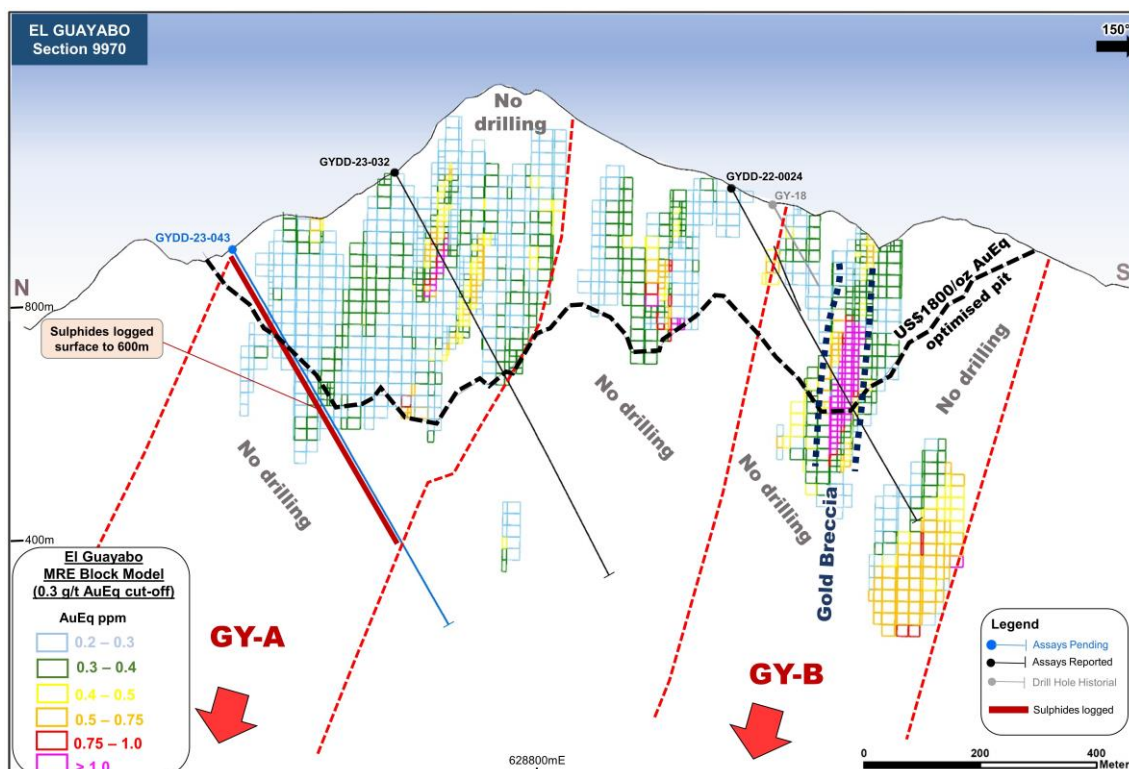 EL GUAYABO
Section 9970
150°
No
drilling
GYDD-23-032
GYDD-22-0024
GY-18
GYDD-23-043
N
S
800m
US$1800/oz AuEq
optimised pit
Sulphides logged
surface to 600m
No drilling
No drilling
No drilling
No drilling
Gold Breccia
400m
El Guayabo
MRE Block Model
(0.3 g/t AuEq cut-off)
AuEq ppm
0.2 – 0.3
0.3 – 0.4
0.4 – 0.5
0.5 – 0.75
0.75 – 1.0
> 1.0
GY-A
GY-B
Legend
Assays Pending
Assays Reported
Drill Hole Historial
Sulphides logged
628800mE
0 200 400
Meter